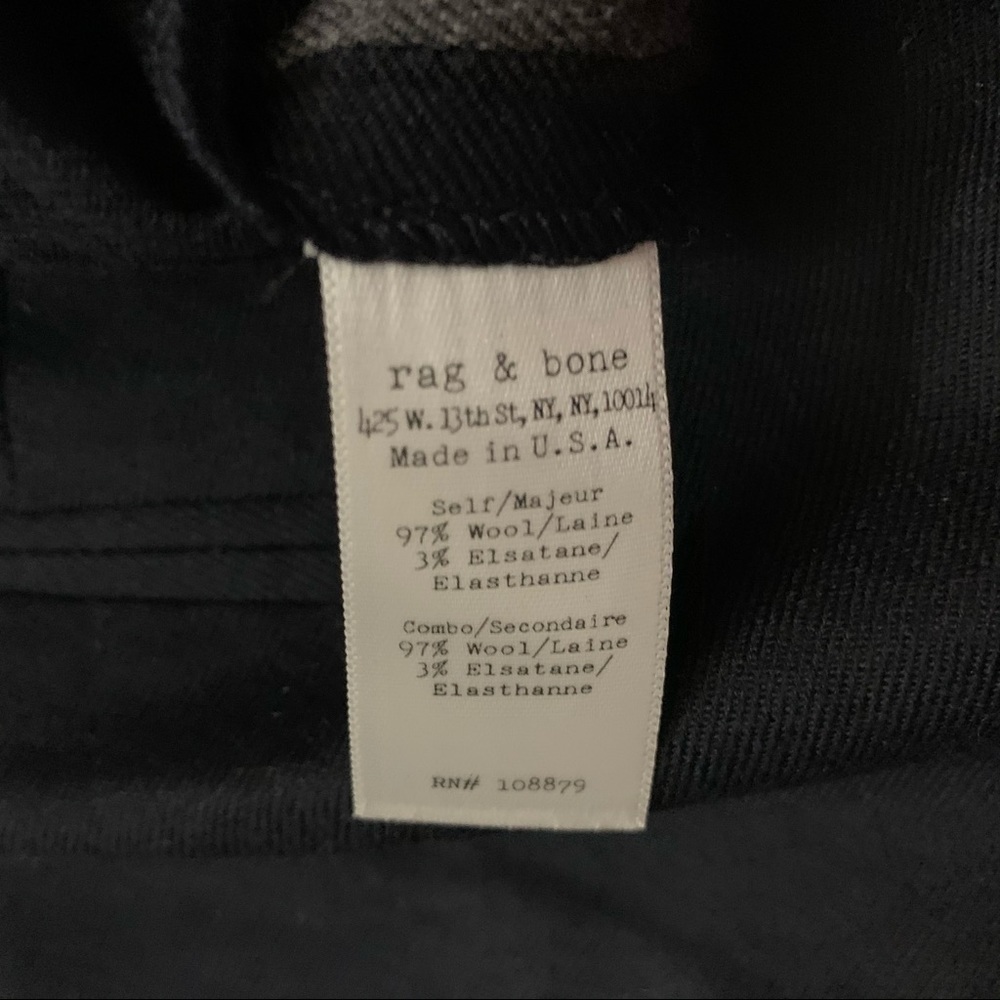 rag & bone
425 W. 13th St, NY, NY, 10014
Made in U.S.A.
Self/Majeur
97% Wool/Laine
3% Elsatane/
Elasthanne
Combo/Secondaire
97% Wool/Laine
3% Elsatane/
Elasthanne
RN# 108879